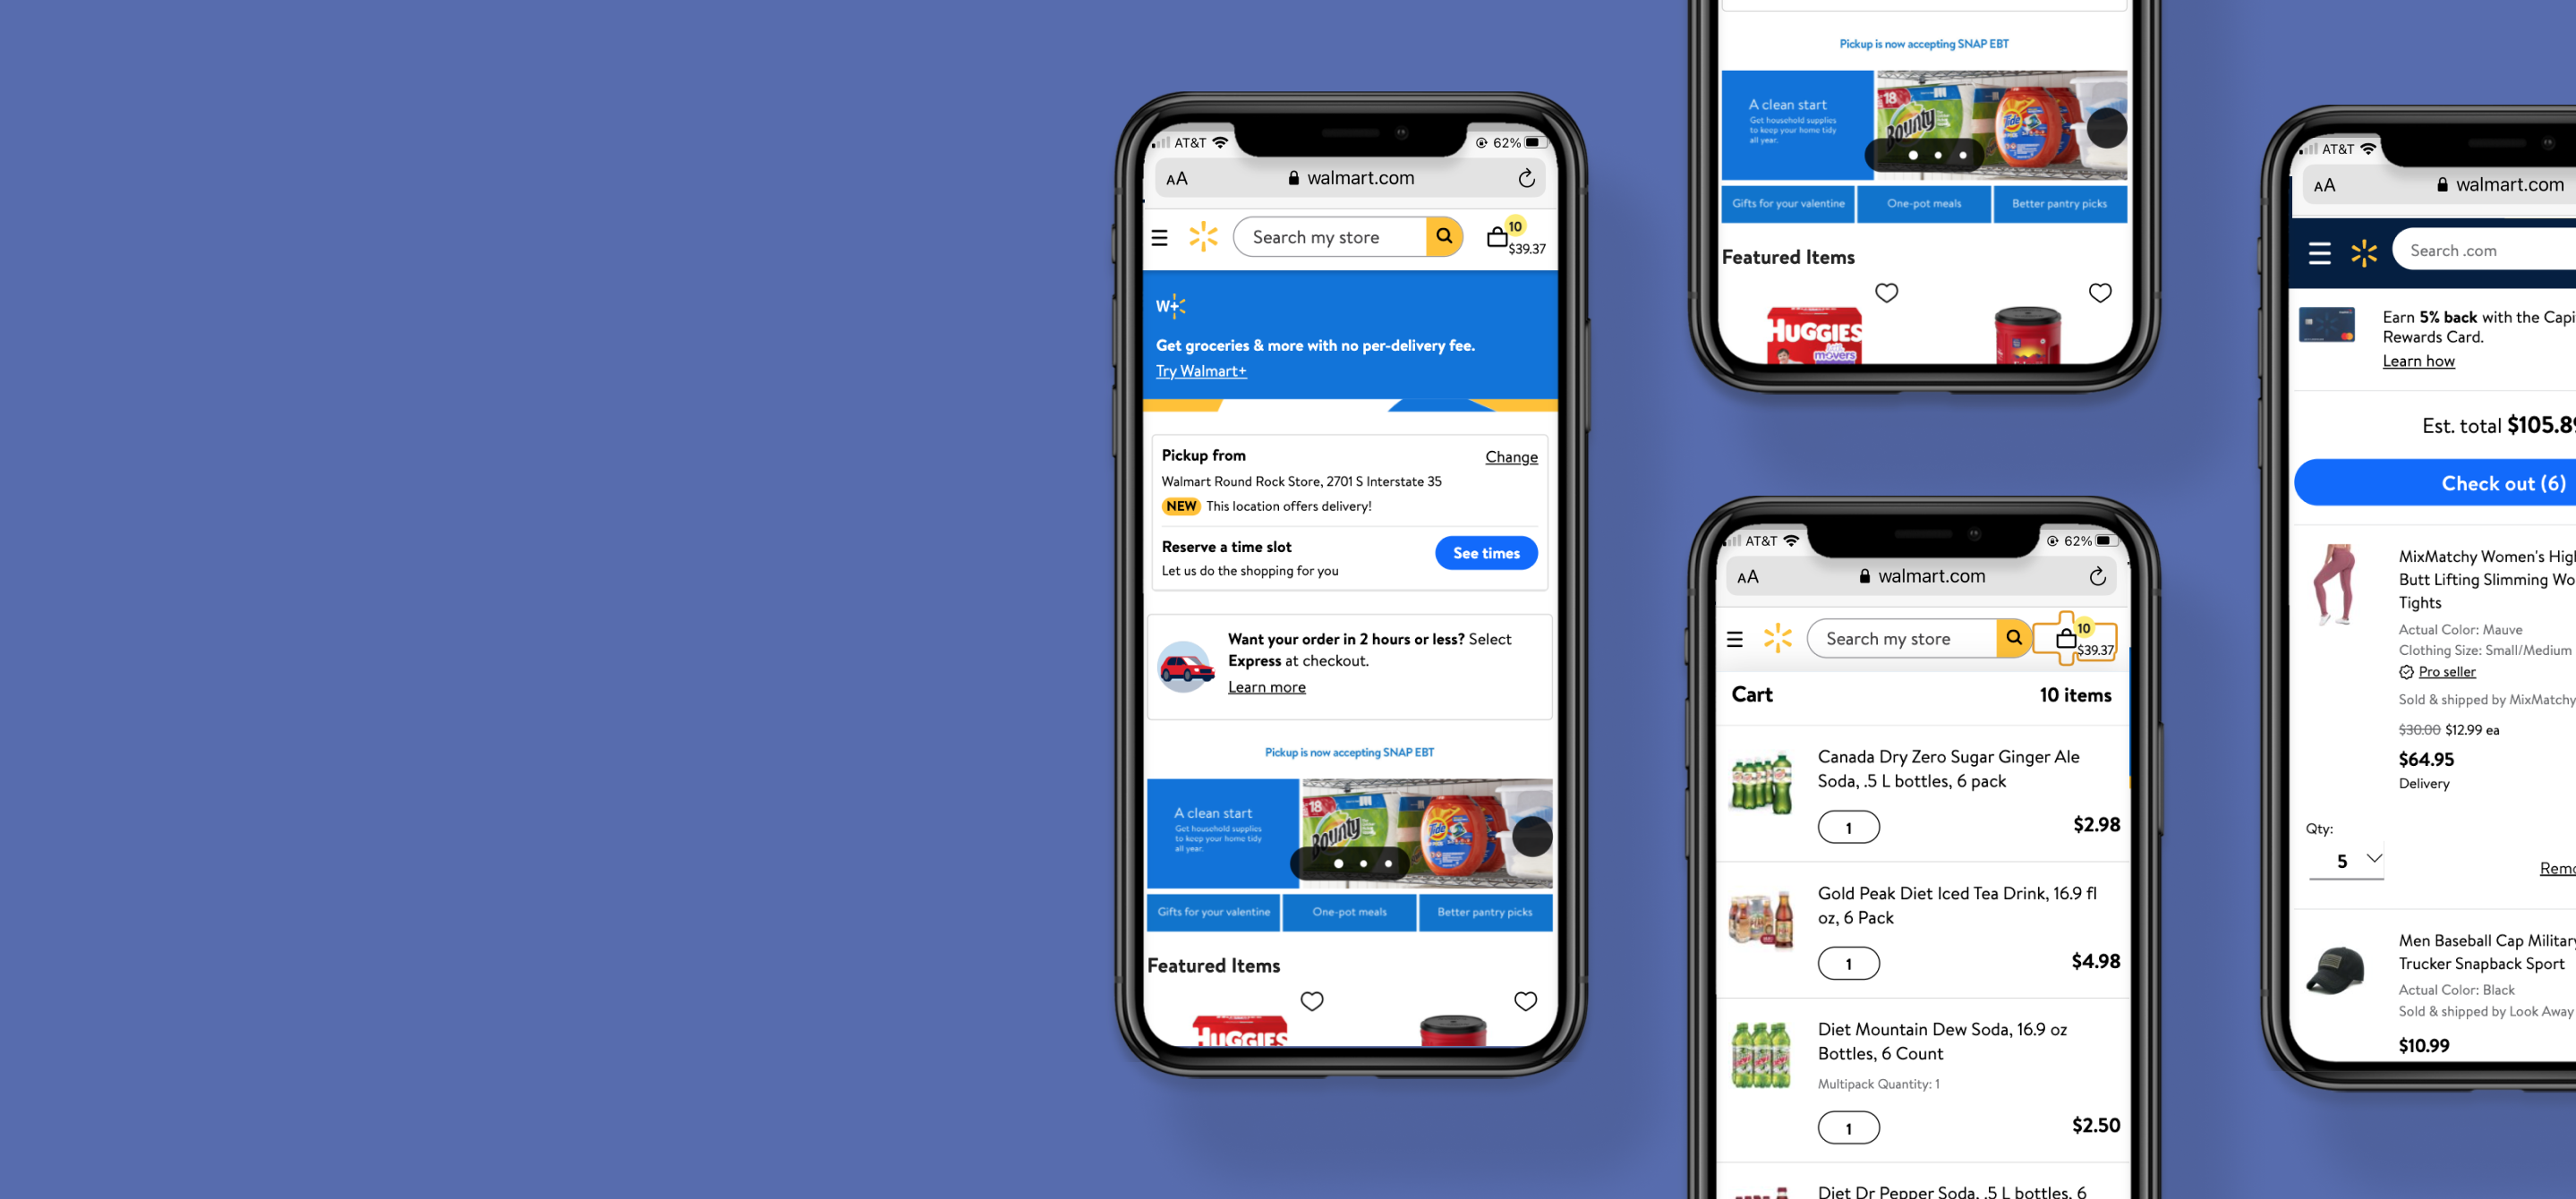 AT&T
62%
AA
walmart.com
Search my store
10
$39.37
W+
Get groceries & more with no per-delivery fee.
Try Walmart+
Pickup from
Change
Walmart Round Rock Store, 2701 S Interstate 35
NEW This location offers delivery!
Reserve a time slot
See times
Let us do the shopping for you
Want your order in 2 hours or less? Select
Express at checkout.
Learn more
Pickup is now accepting SNAP EBT
A clean start
Get household supplies
to keep your home tidy
all year.
18
Bounty
Tide
Gifts for your valentine
One-pot meals
Better pantry picks
Featured Items
HUGGIES
Pickup is now accepting SNAP EBT
A clean start
Get household supplies
to keep your home tidy
all year.
18
Bounty
Tide
Gifts for your valentine
One-pot meals
Better pantry picks
Featured Items
HUGGIES
movers
AT&T
62%
AA
walmart.com
Search my store
10
$39.37
Cart
10 items
Canada Dry Zero Sugar Ginger Ale
Soda, .5 L bottles, 6 pack
1
$2.98
Gold Peak Diet Iced Tea Drink, 16.9 fl
oz, 6 Pack
1
$4.98
Diet Mountain Dew Soda, 16.9 oz
Bottles, 6 Count
Multipack Quantity: 1
1
$2.50
Diet Dr Pepper Soda, .5 L bottles, 6
AT&T
AA
walmart.com
Search .com
Earn 5% back with the Capi
Rewards Card.
Learn how
Est. total $105.89
Check out (6)
MixMatchy Women's Hig
Butt Lifting Slimming Wo
Tights
Actual Color: Mauve
Clothing Size: Small/Medium
Pro seller
Sold & shipped by MixMatchy
$30.00 $12.99 ea
$64.95
Delivery
Qty:
5
Remo
Men Baseball Cap Military
Trucker Snapback Sport
Actual Color: Black
Sold & shipped by Look Away
$10.99